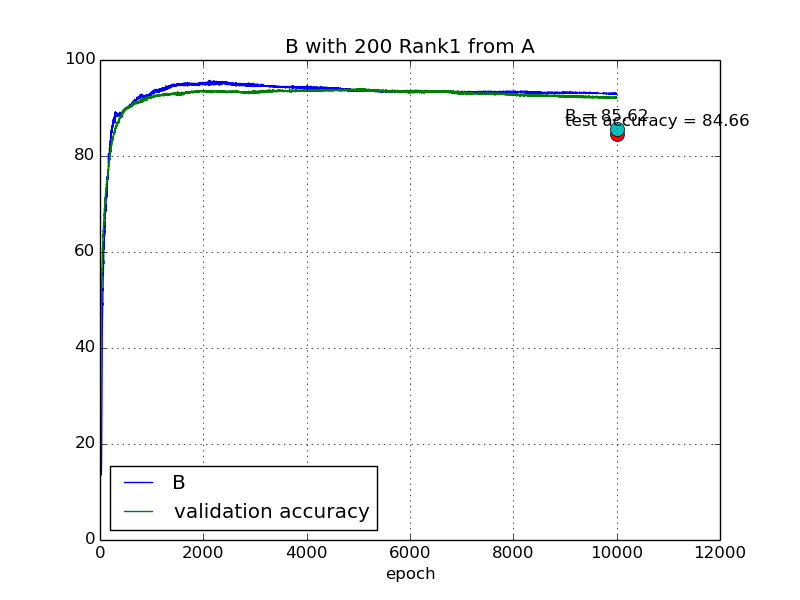 B with 200 Rank1 from A
100
80
60
40
20
0
B = 85.62
test accuracy = 84.66
B
validation accuracy
0 2000 4000 6000 8000 10000 12000
epoch